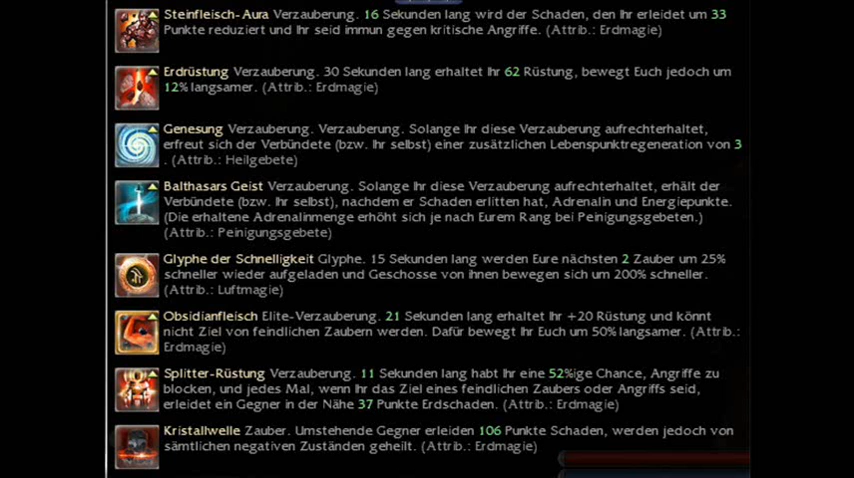 Steinfleisch-Aura Verzauberung. 16 Sekunden lang wird der Schaden, den Ihr erleidet um 33
Punkte reduziert und Ihr seid immun gegen kritische Angriffe. (Attrib.: Erdmagie)
Erdrüstung Verzauberung. 30 Sekunden lang erhaltet Ihr 62 Rüstung, bewegt Euch jedoch um
12% langsamer. (Attrib.: Erdmagie)
Genesung Verzauberung. Verzauberung. Solange Ihr diese Verzauberung aufrechterhaltet,
erfreut sich der Verbündete (bzw. Ihr selbst) einer zusätzlichen Lebenspunktregeneration von 3
. (Attrib.: Heilgebete)
Balthasars Geist Verzauberung. Solange Ihr diese Verzauberung aufrechterhaltet, erhält der
Verbündete (bzw. Ihr selbst), nachdem er Schaden erlitten hat, Adrenalin und Energiepunkte.
(Die erhaltene Adrenalinmenge erhöht sich je nach Eurem Rang bei Peinigungsgebeten.)
(Attrib.: Peinigungsgebete)
Glyphe der Schnelligkeit Glyphe. 15 Sekunden lang werden Eure nächsten 2 Zauber um 25%
schneller wieder aufgeladen und Geschosse von ihnen bewegen sich um 200% schneller.
(Attrib.: Luftmagie)
Obsidianfleisch Elite-Verzauberung. 21 Sekunden lang erhaltet Ihr +20 Rüstung und könnt
nicht Ziel von feindlichen Zaubern werden. Dafür bewegt Ihr Euch um 50% langsamer. (Attrib.:
Erdmagie)
Splitter-Rüstung Verzauberung. 11 Sekunden lang habt Ihr eine 52%ige Chance, Angriffe zu
blocken, und jedes Mal, wenn Ihr das Ziel eines feindlichen Zaubers oder Angriffs seid,
erleidet ein Gegner in der Nähe 37 Punkte Erdschaden. (Attrib.: Erdmagie)
Kristallwelle Zauber. Umstehende Gegner erleiden 106 Punkte Schaden, werden jedoch von
sämtlichen negativen Zuständen geheilt. (Attrib.: Erdmagie)